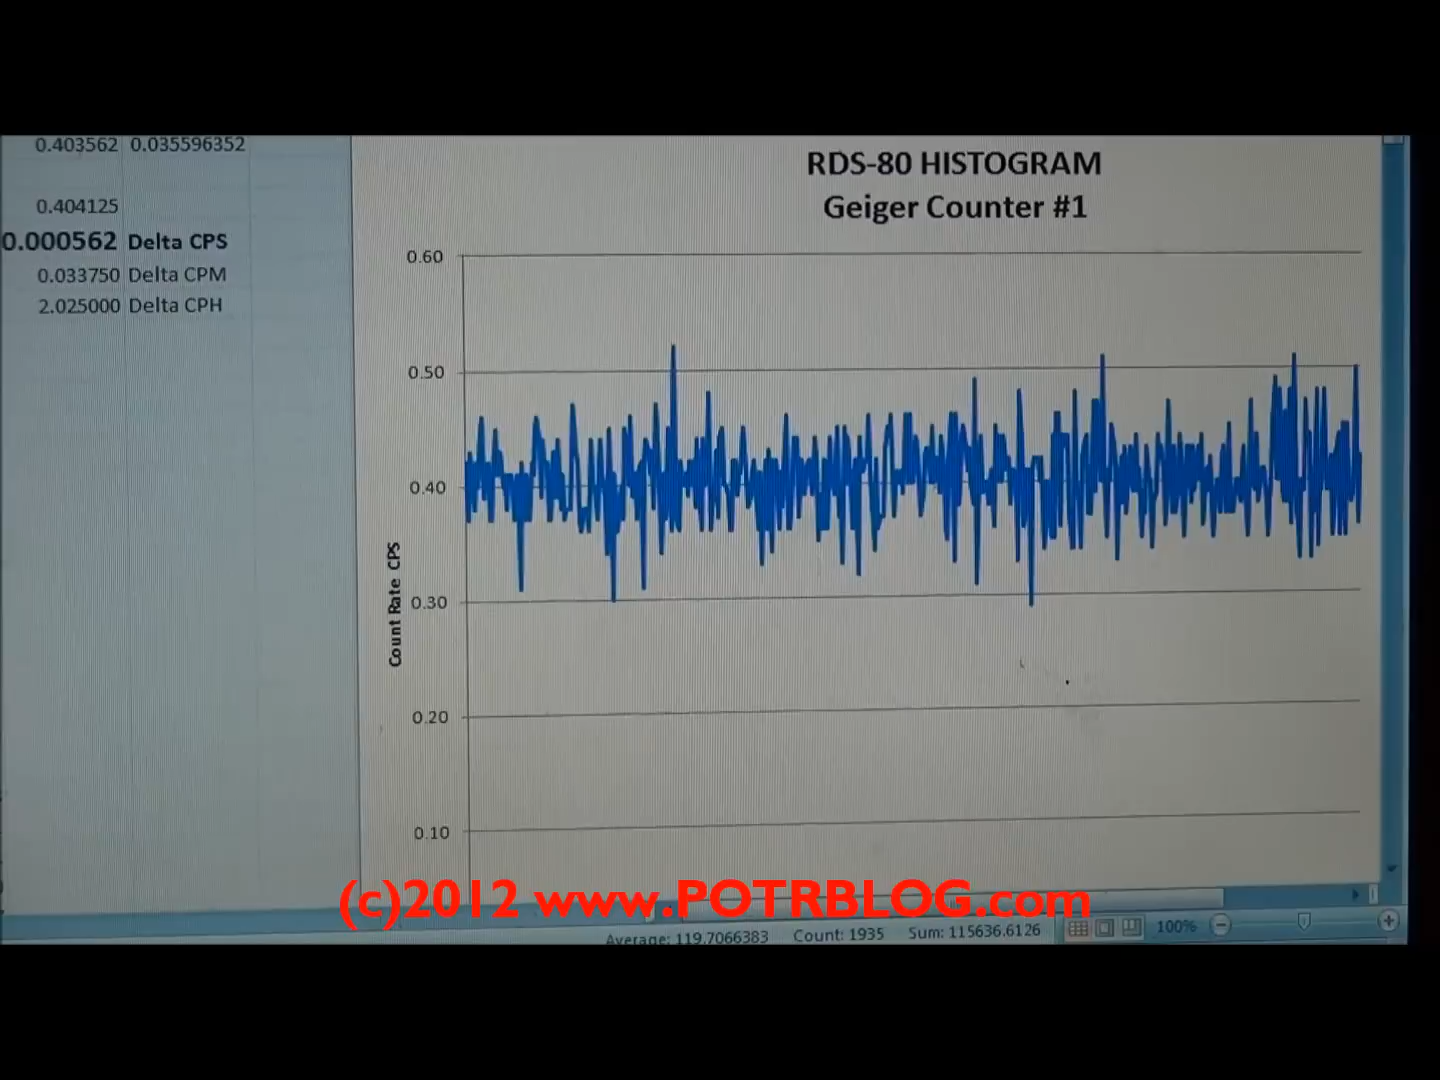 0.403562 0.035596352
0.404125
0.000562 Delta CPS
0.033750 Delta CPM
2.025000 Delta CPH
RDS-80 HISTOGRAM
Geiger Counter #1
0.60
0.50
0.40
0.30
0.20
0.10
Count Rate CPS
(c)2012 www.POTRBLOG.com
Average: 119.7066383 Count: 1935 Sum: 115636.6126
100%